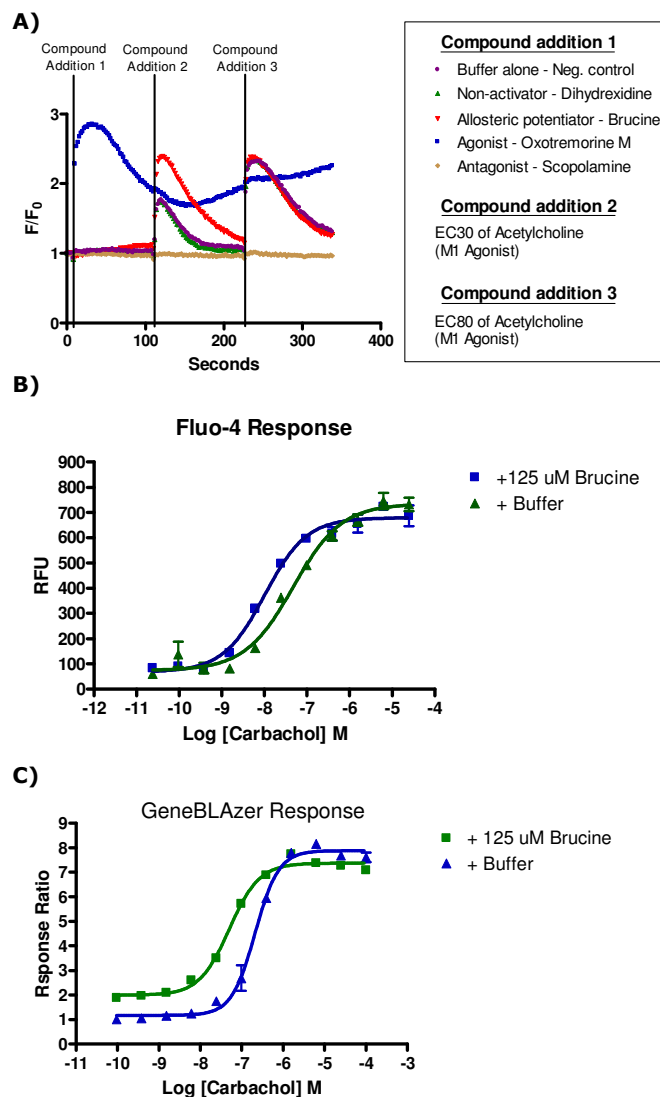 A)
Compound
Addition 1
Compound
Addition 2
Compound
Addition 3
3
2
1
0
F/F0
0
100
200
300
400
Seconds
Compound addition 1
Buffer alone - Neg. control
Non-activator - Dihydrexidine
Allosteric potentiator - Brucine
Agonist - Oxotremorine M
Antagonist - Scopolamine
Compound addition 2
EC30 of Acetylcholine
(M1 Agonist)
Compound addition 3
EC80 of Acetylcholine
(M1 Agonist)
B)
Fluo-4 Response
900
800
700
600
500
400
300
200
100
0
RFU
-12
-11
-10
-9
-8
-7
-6
-5
-4
Log [Carbachol] M
+125 uM Brucine
+ Buffer
C)
GeneBLAzer Response
9
8
7
6
5
4
3
2
1
0
Rsponse Ratio
-11
-10
-9
-8
-7
-6
-5
-4
-3
Log [Carbachol] M
+ 125 uM Brucine
+ Buffer